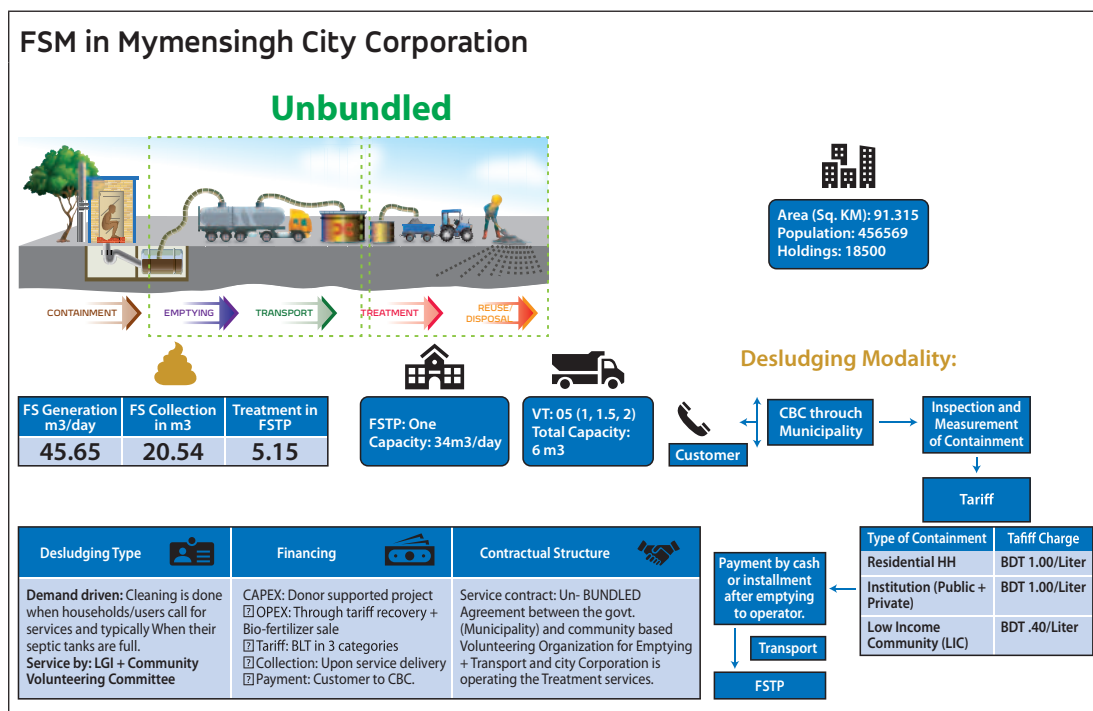 FSM in Mymensingh City Corporation
Unbundled
CONTAINMENT
EMPTYING
TRANSPORT
TREATMENT
REUSE/
DISPOSAL
Area (Sq. KM): 91.315
Population: 456569
Holdings: 18500
FS Generation
m3/day
FS Collection
in m3
Treatment in
FSTP
45.65
20.54
5.15
FSTP: One
Capacity: 34m3/day
VT: 05 (1, 1.5, 2)
Total Capacity:
6 m3
Desludging Modality:
Customer
CBC throuch
Municipality
Inspection and
Measurement
of Containment
Tariff
Type of Containment
Tafiff Charge
Residential HH
BDT 1.00/Liter
Institution (Public +
Private)
BDT 1.00/Liter
Low Income
Community (LIC)
BDT .40/Liter
Payment by cash
or installment
after emptying
to operator.
Transport
FSTP
Desludging Type
Demand driven: Cleaning is done
when households/users call for
services and typically When their
septic tanks are full.
Service by: LGI + Community
Volunteering Committee
Financing
CAPEX: Donor supported project
OPEX: Through tariff recovery +
Bio-fertilizer sale
Tariff: BLT in 3 categories
Collection: Upon service delivery
Payment: Customer to CBC.
Contractual Structure
Service contract: Un- BUNDLED
Agreement between the govt.
(Municipality) and community based
Volunteering Organization for Emptying
+ Transport and city Corporation is
operating the Treatment services.